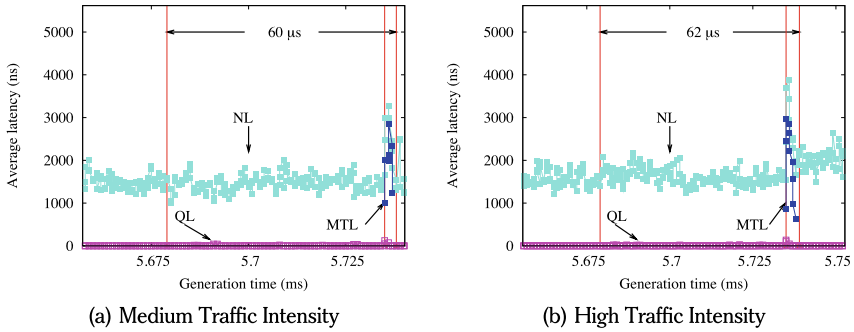 5000
4000
3000
2000
1000
0
Average latency (ns)
60 μs
NL
QL
MTL
5.675
5.7
5.725
Generation time (ms)
(a) Medium Traffic Intensity
5000
4000
3000
2000
1000
0
Average latency (ns)
62 μs
NL
QL
MTL
5.675
5.7
5.725
5.75
Generation time (ms)
(b) High Traffic Intensity